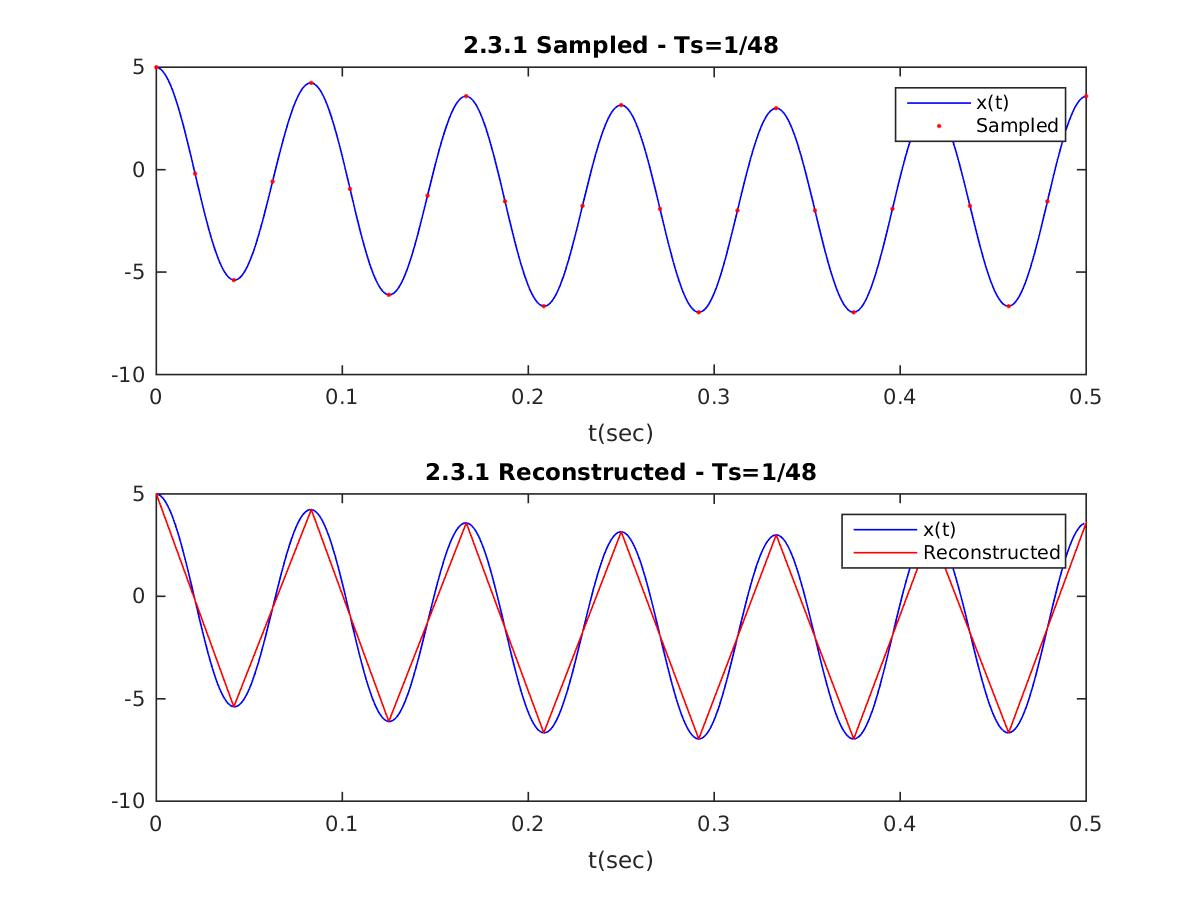 2.3.1 Sampled - Ts=1/48
5
0
-5
-10
x(t)
Sampled
0 0.1 0.2 0.3 0.4 0.5
t(sec)
2.3.1 Reconstructed - Ts=1/48
5
0
-5
-10
x(t)
Reconstructed
0 0.1 0.2 0.3 0.4 0.5
t(sec)